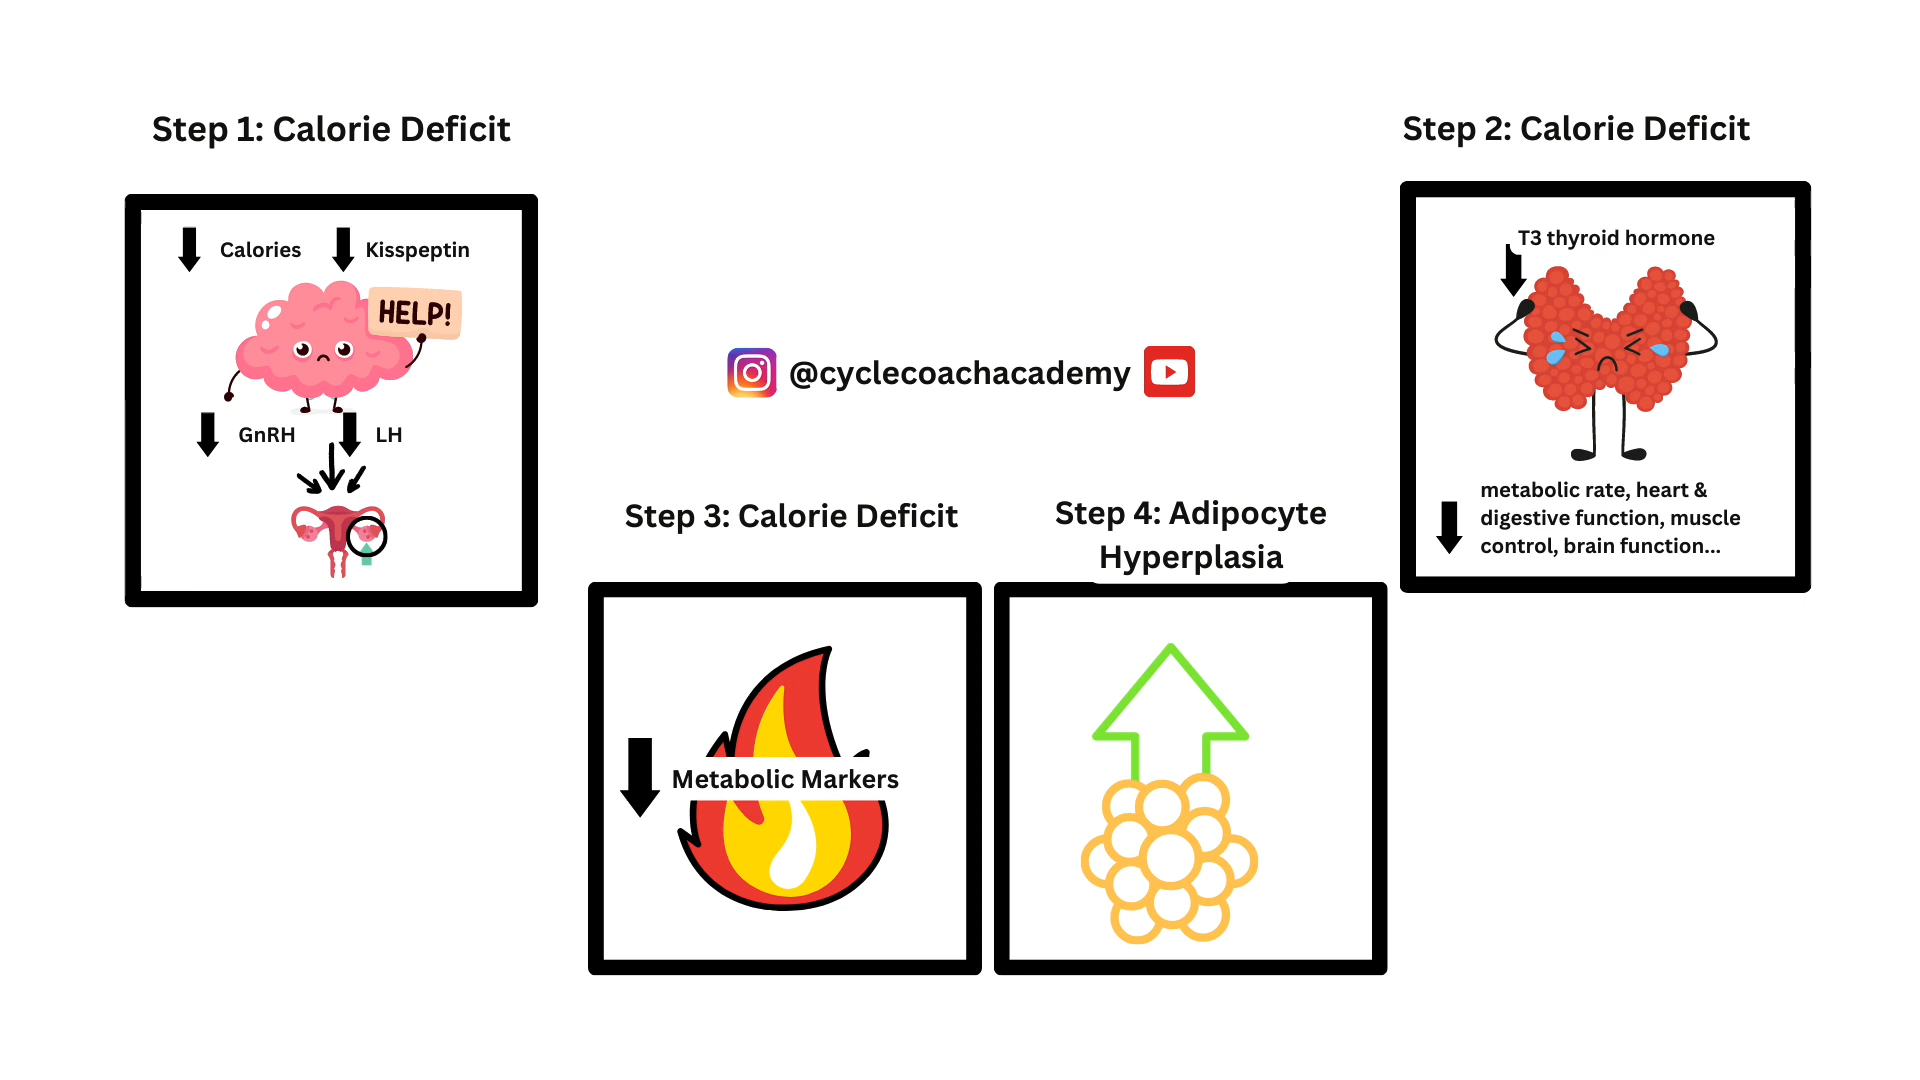 Step 1: Calorie Deficit
Calories
Kisspeptin
HELP!
GnRH
LH
Step 2: Calorie Deficit
T3 thyroid hormone
metabolic rate, heart &
digestive function, muscle
control, brain function...
@cyclecoachacademy
Step 3: Calorie Deficit
Metabolic Markers
Step 4: Adipocyte
Hyperplasia